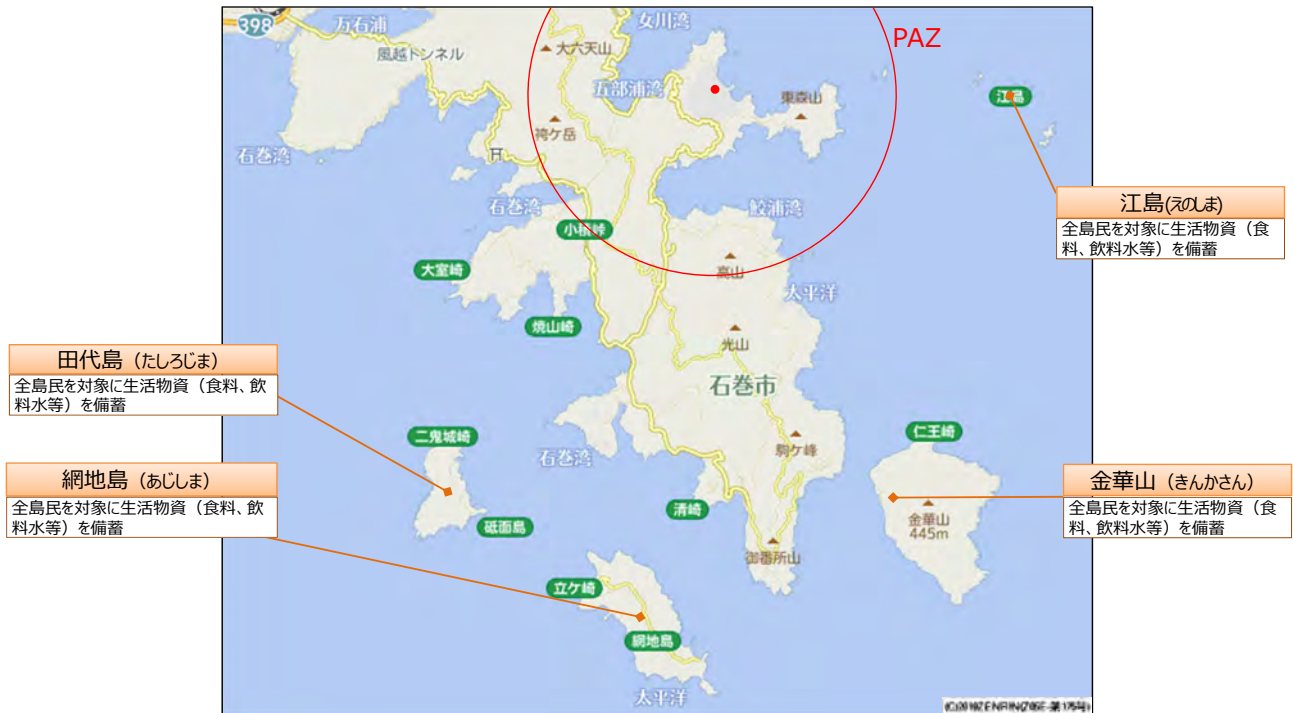 398
万石浦
女川湾
PAZ
大六天山
風越トンネル
五部浦湾
東森山
江島
袴ケ岳
石巻湾
江島(えのしま)
全島民を対象に生活物資（食
料、飲料水等）を備蓄
石巻湾
鮫浦湾
小積峠
高山
大室崎
太平洋
焼山崎
光山
田代島（たしろじま）
全島民を対象に生活物資（食料、飲
料水等）を備蓄
石巻市
二鬼城崎
仁王崎
駒ケ峰
石巻湾
網地島（あじしま）
全島民を対象に生活物資（食料、飲
料水等）を備蓄
金華山（きんかさん）
全島民を対象に生活物資（食
料、飲料水等）を備蓄
清崎
金華山
445m
砥面島
御番所山
立ケ崎
網地島
太平洋